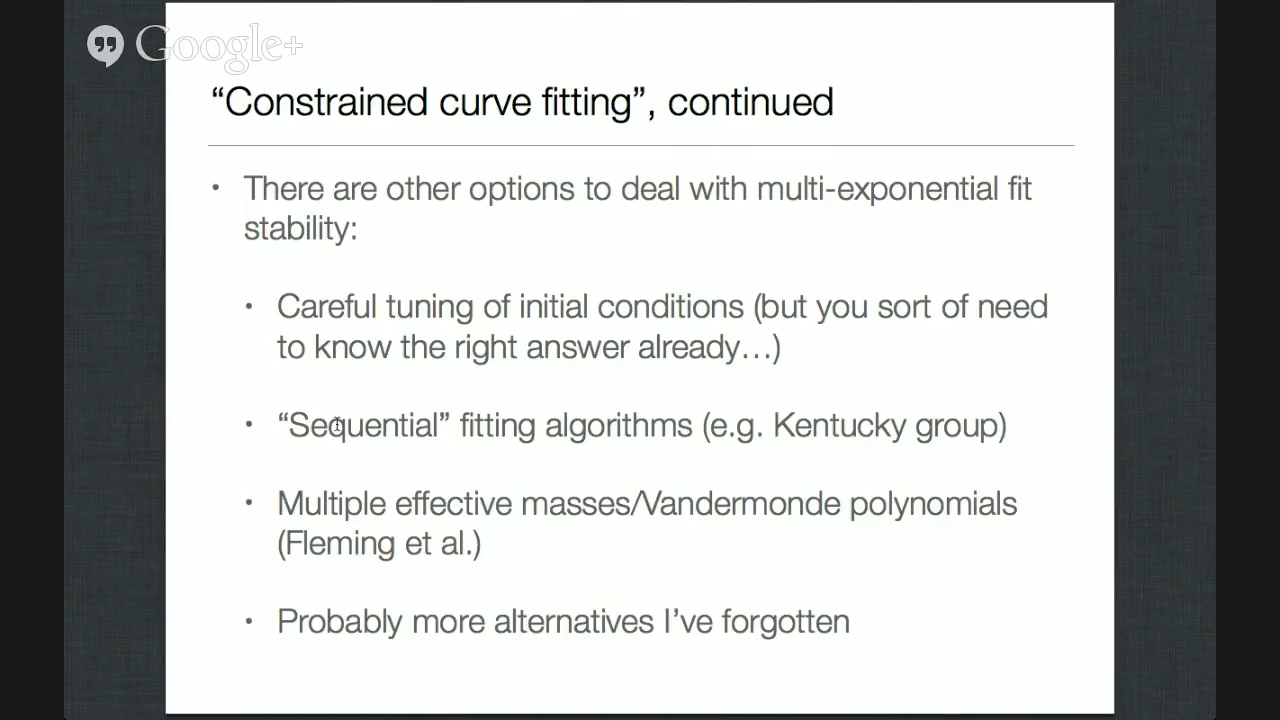 Google+
“Constrained curve fitting”, continued
• There are other options to deal with multi-exponential fit
stability:
• Careful tuning of initial conditions (but you sort of need
to know the right answer already…)
• “Sequential” fitting algorithms (e.g. Kentucky group)
• Multiple effective masses/Vandermonde polynomials
(Fleming et al.)
• Probably more alternatives I’ve forgotten